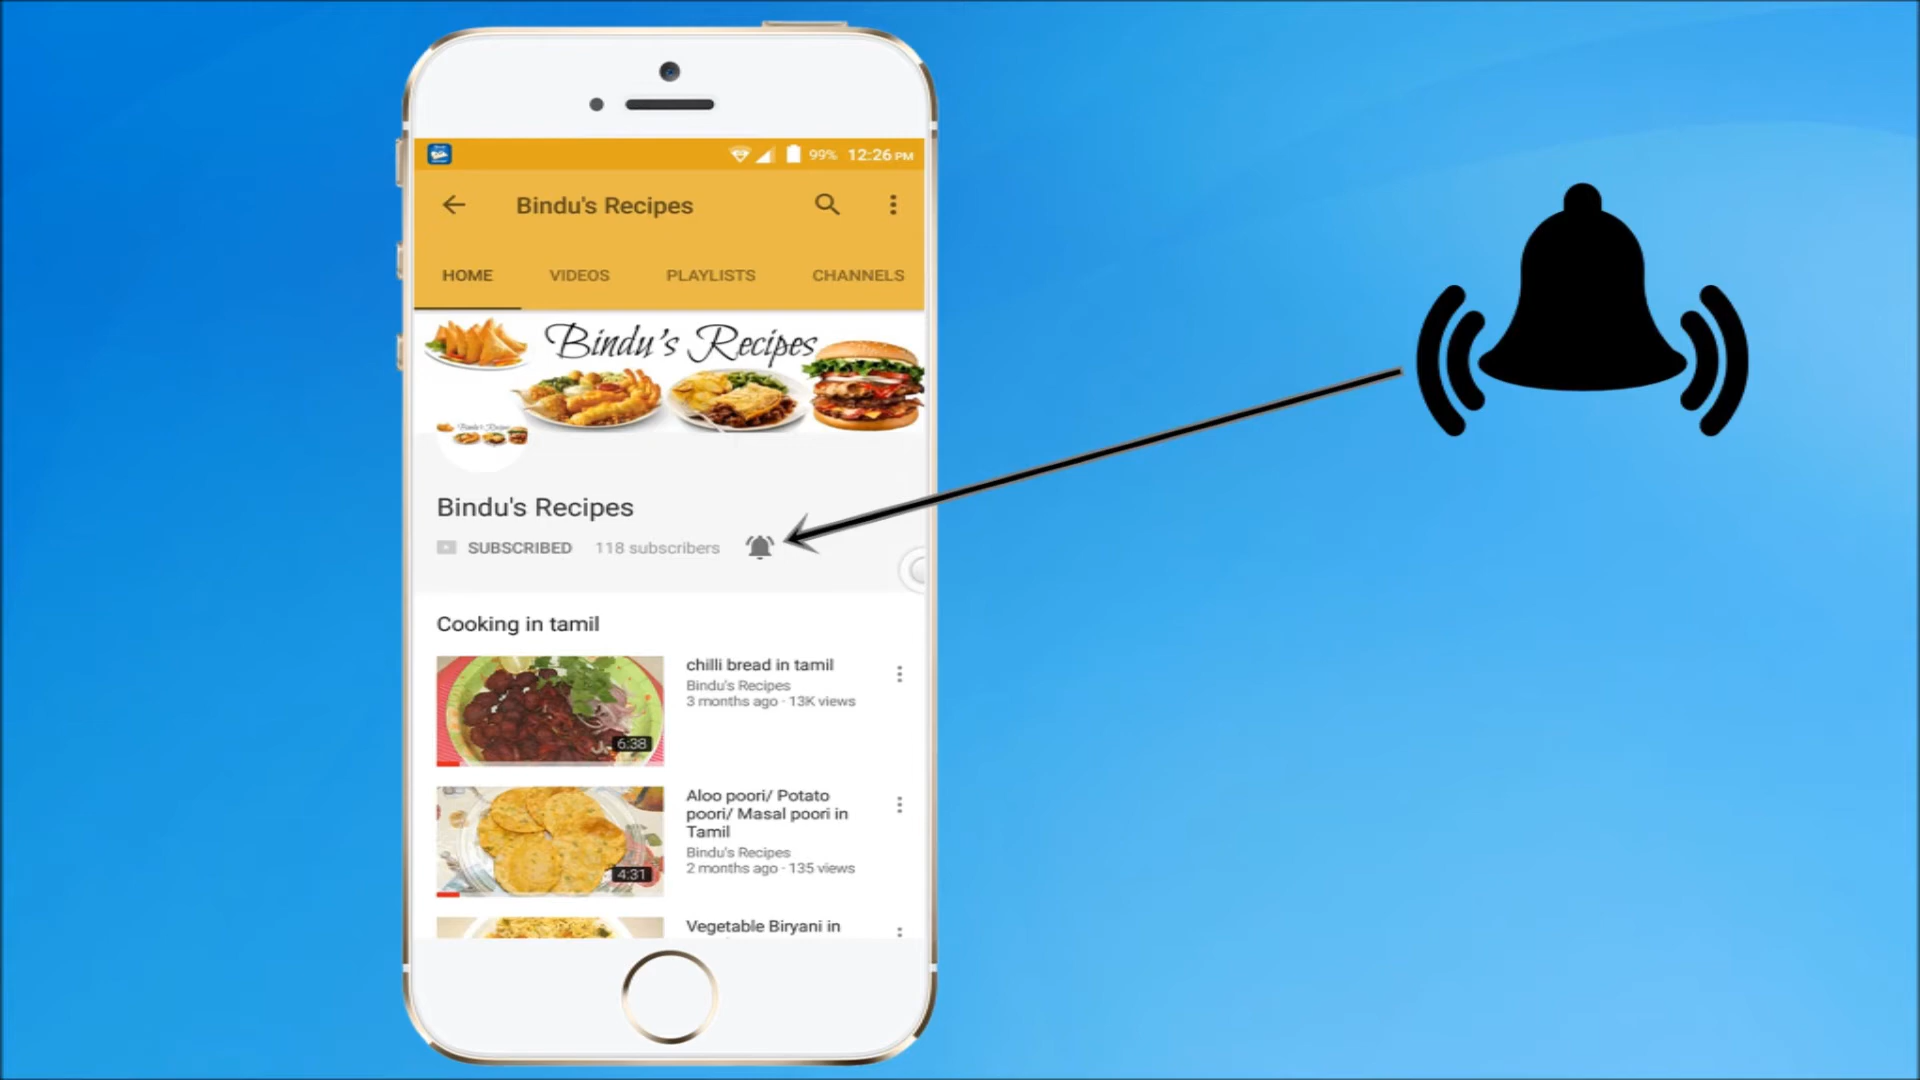 99% 12:26 PM
Bindu's Recipes
HOME VIDEOS PLAYLISTS CHANNELS
Bindu's Recipes
Bindu's Recipes
Bindu's Recipes
SUBSCRIBED 118 subscribers
Cooking in tamil
chilli bread in tamil
Bindu's Recipes
3 months ago · 13K views
6:38
Aloo poori/ Potato
poori/ Masal poori in
Tamil
Bindu's Recipes
2 months ago · 135 views
4:31
Vegetable Biryani in